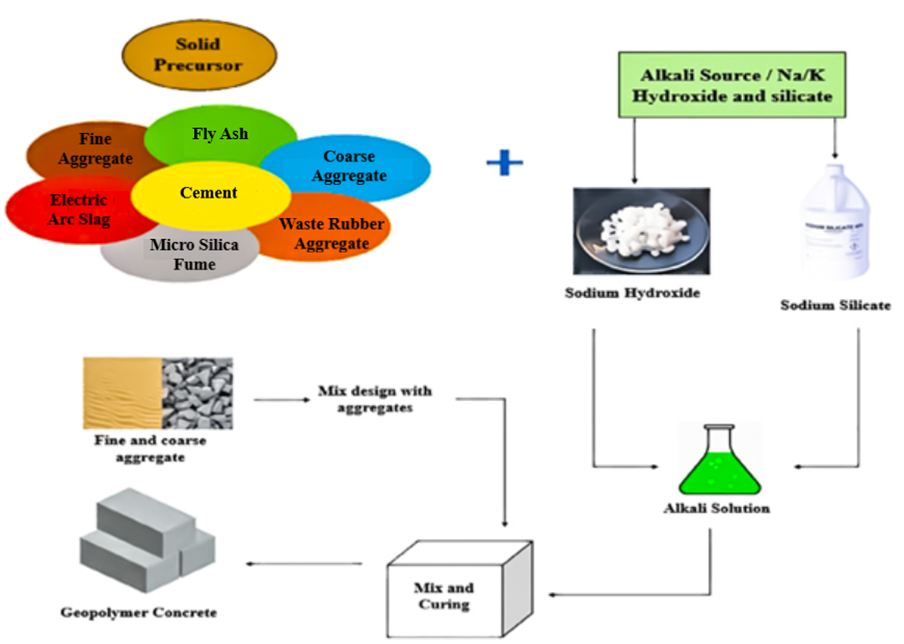 Solid
Precursor
Alkali Source / Na/K
Hydroxide and silicate
Fly Ash
Fine
Aggregate
Coarse
Aggregate
Cement
Electric
Arc Slag
Waste Rubber
Aggregate
Micro Silica
Fume
+
SODIUM SILICATE
Sodium Hydroxide
Sodium Silicate
Mix design with
aggregates
Fine and coarse
aggregate
Alkali Solution
Mix and
Curing
Geopolymer Concrete